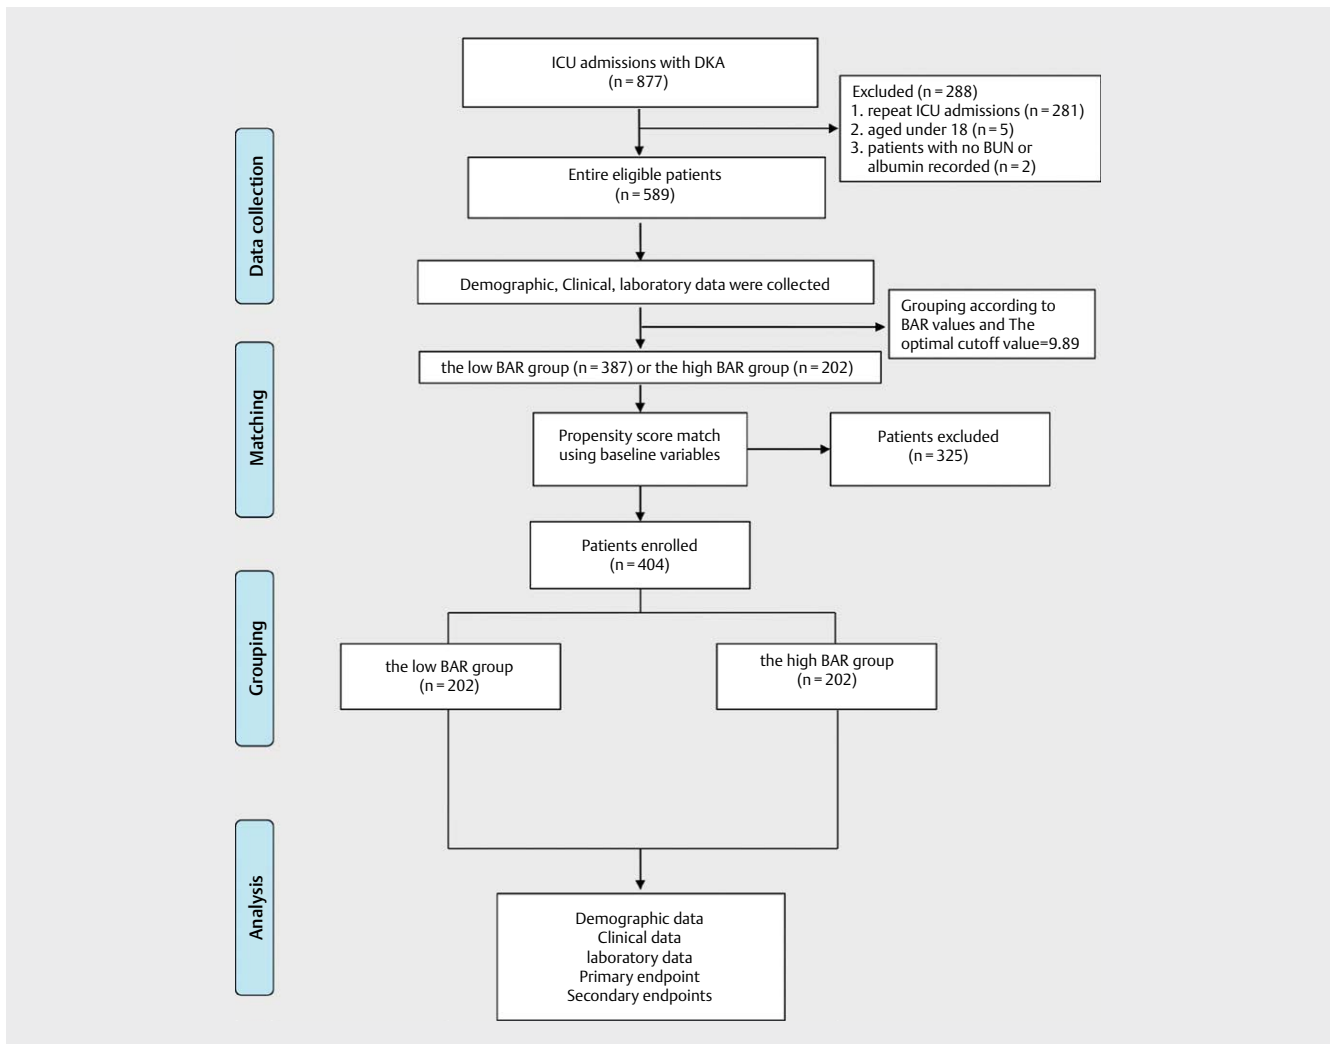 ICU admissions with DKA
(n = 877)
Excluded (n = 288)
1. repeat ICU admissions (n = 281)
2. aged under 18 (n = 5)
3. patients with no BUN or
albumin recorded (n = 2)
Data collection
Entire eligible patients
(n = 589)
Demographic, Clinical, laboratory data were collected
Grouping according to
BAR values and The
optimal cutoff value=9.89
Matching
the low BAR group (n = 387) or the high BAR group (n = 202)
Propensity score match
using baseline variables
Patients excluded
(n = 325)
Patients enrolled
(n = 404)
Grouping
the low BAR group
(n = 202)
the high BAR group
(n = 202)
Analysis
Demographic data
Clinical data
laboratory data
Primary endpoint
Secondary endpoints